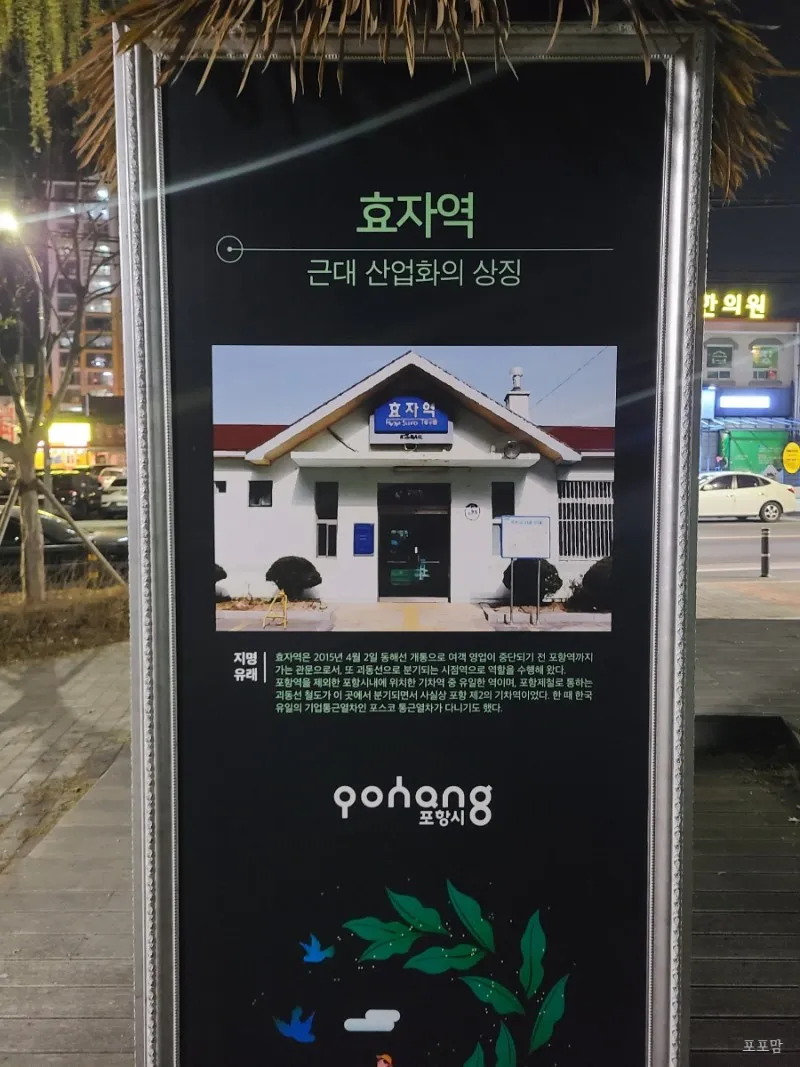 효자역
근대 산업화의 상징
한의원
효자역
KORAIL
지명
유래
효자역은 2015년 4월 2일 동해선 개통으로 여객 영업이 중단되기 전 포항역까지
가는 관문으로서, 또 괴동선으로 분기되는 시점역으로 역할을 수행해 왔다.
포항역을 제외한 포항시내에 위치한 기차역 중 유일한 역이며, 포항제철로 통하는
괴동선 철도가 이 곳에서 분기되면서 사실상 포항 제2의 기차역이었다. 한 때 한국
유일의 기업통근열차인 포스코 통근열차가 다니기도 했다.
pohang
포항시
포포맘